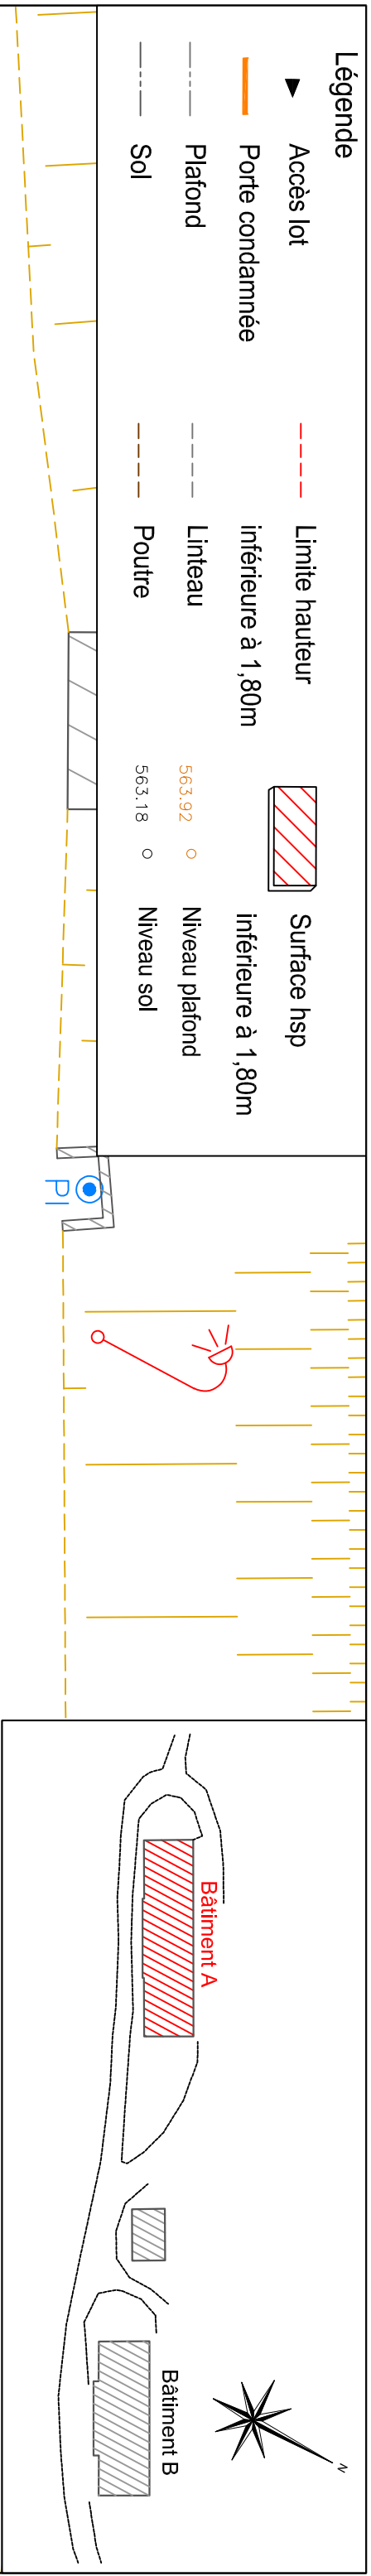 Légende
Accès lot
Porte condamnée
Plafond
Sol
Limite hauteur
inférieure à 1,80m
Linteau
Poutre
Surface hsp
inférieure à 1,80m
563.92
Niveau plafond
563.18
Niveau sol
PI
Bâtiment A
Bâtiment B
N